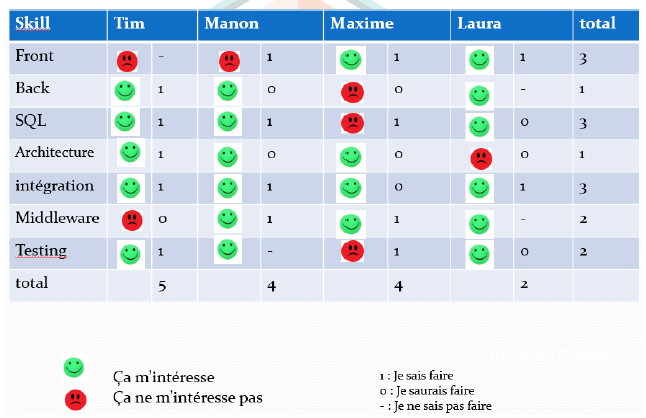 Skill Tim Manon Maxime Laura total
Front - 1 1 1 3
Back 1 0 0 - 1
SQL 1 1 1 0 3
Architecture 1 0 0 0 1
intégration 1 1 0 1 3
Middleware 0 1 1 - 2
Testing 1 - 1 0 2
total 5 4 4 2
Ça m'intéresse
Ça ne m'intéresse pas
1 : Je sais faire
0 : Je saurais faire
- : Je ne sais pas faire